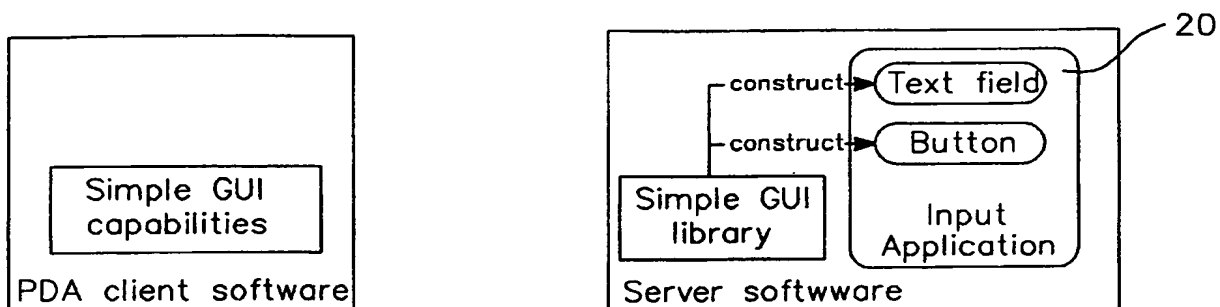 Simple GUI
capabilities
PDA client software
20
construct
Text field
construct
Button
Simple GUI
library
Input
Application
Server softwware